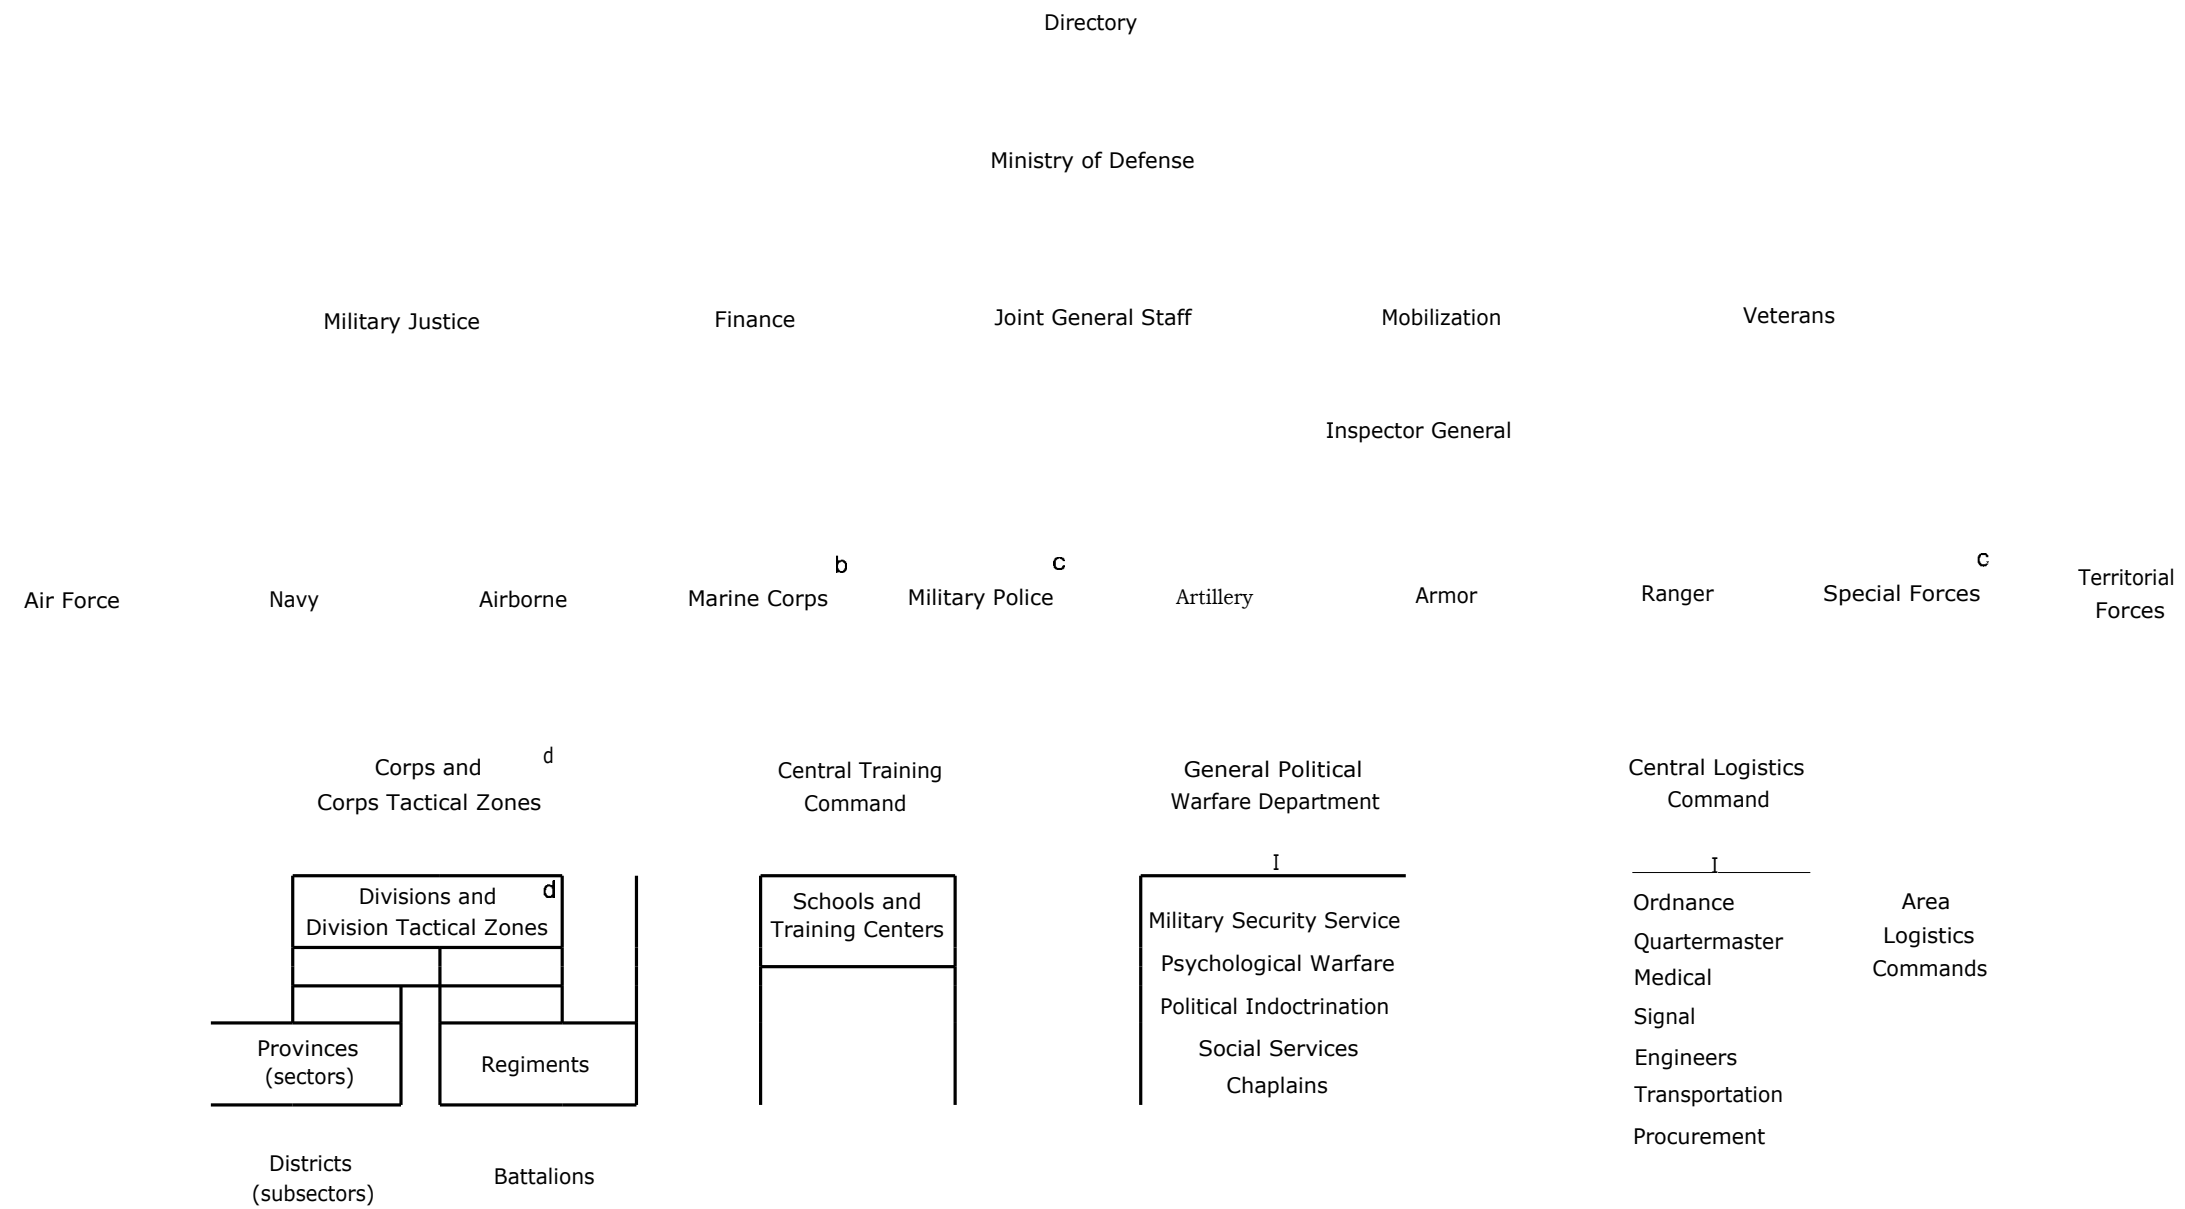 Directory
Ministry of Defense
Military Justice
Finance
Joint General Staff
Mobilization
Veterans
Inspector General
Air Force
Navy
Airborne
b
Marine Corps
c
Military Police
Artillery
Armor
Ranger
c
Special Forces
Territorial
Forces
Corps and
d
Corps Tactical Zones
Central Training
Command
General Political
Warfare Department
Central Logistics
Command
Divisions and
d
Division Tactical Zones
Provinces
(sectors)
Regiments
Districts
(subsectors)
Battalions
Schools and
Training Centers
I
Military Security Service
Psychological Warfare
Political Indoctrination
Social Services
Chaplains
I
Ordnance
Quartermaster
Medical
Signal
Engineers
Transportation
Procurement
Area
Logistics
Commands